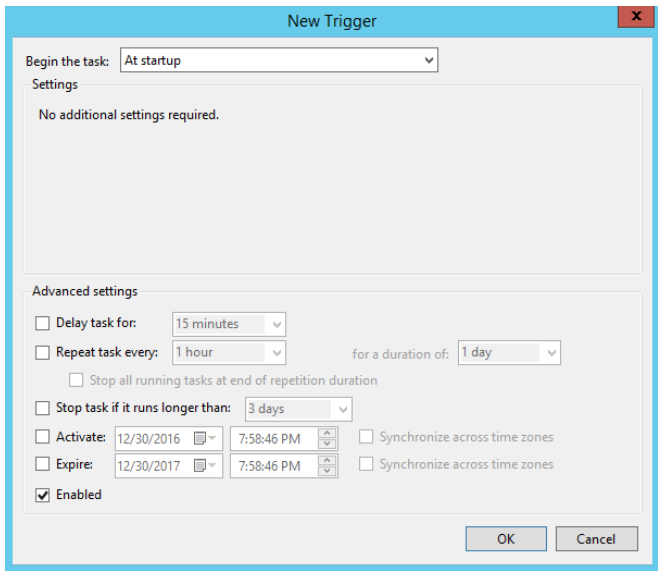 New Trigger
x
Begin the task: At startup
Settings
No additional settings required.
Advanced settings
Delay task for: 15 minutes
Repeat task every: 1 hour for a duration of: 1 day
Stop all running tasks at end of repetition duration
Stop task if it runs longer than: 3 days
Activate: 12/30/2016 7:58:46 PM Synchronize across time zones
Expire: 12/30/2017 7:58:46 PM Synchronize across time zones
Enabled
OK Cancel